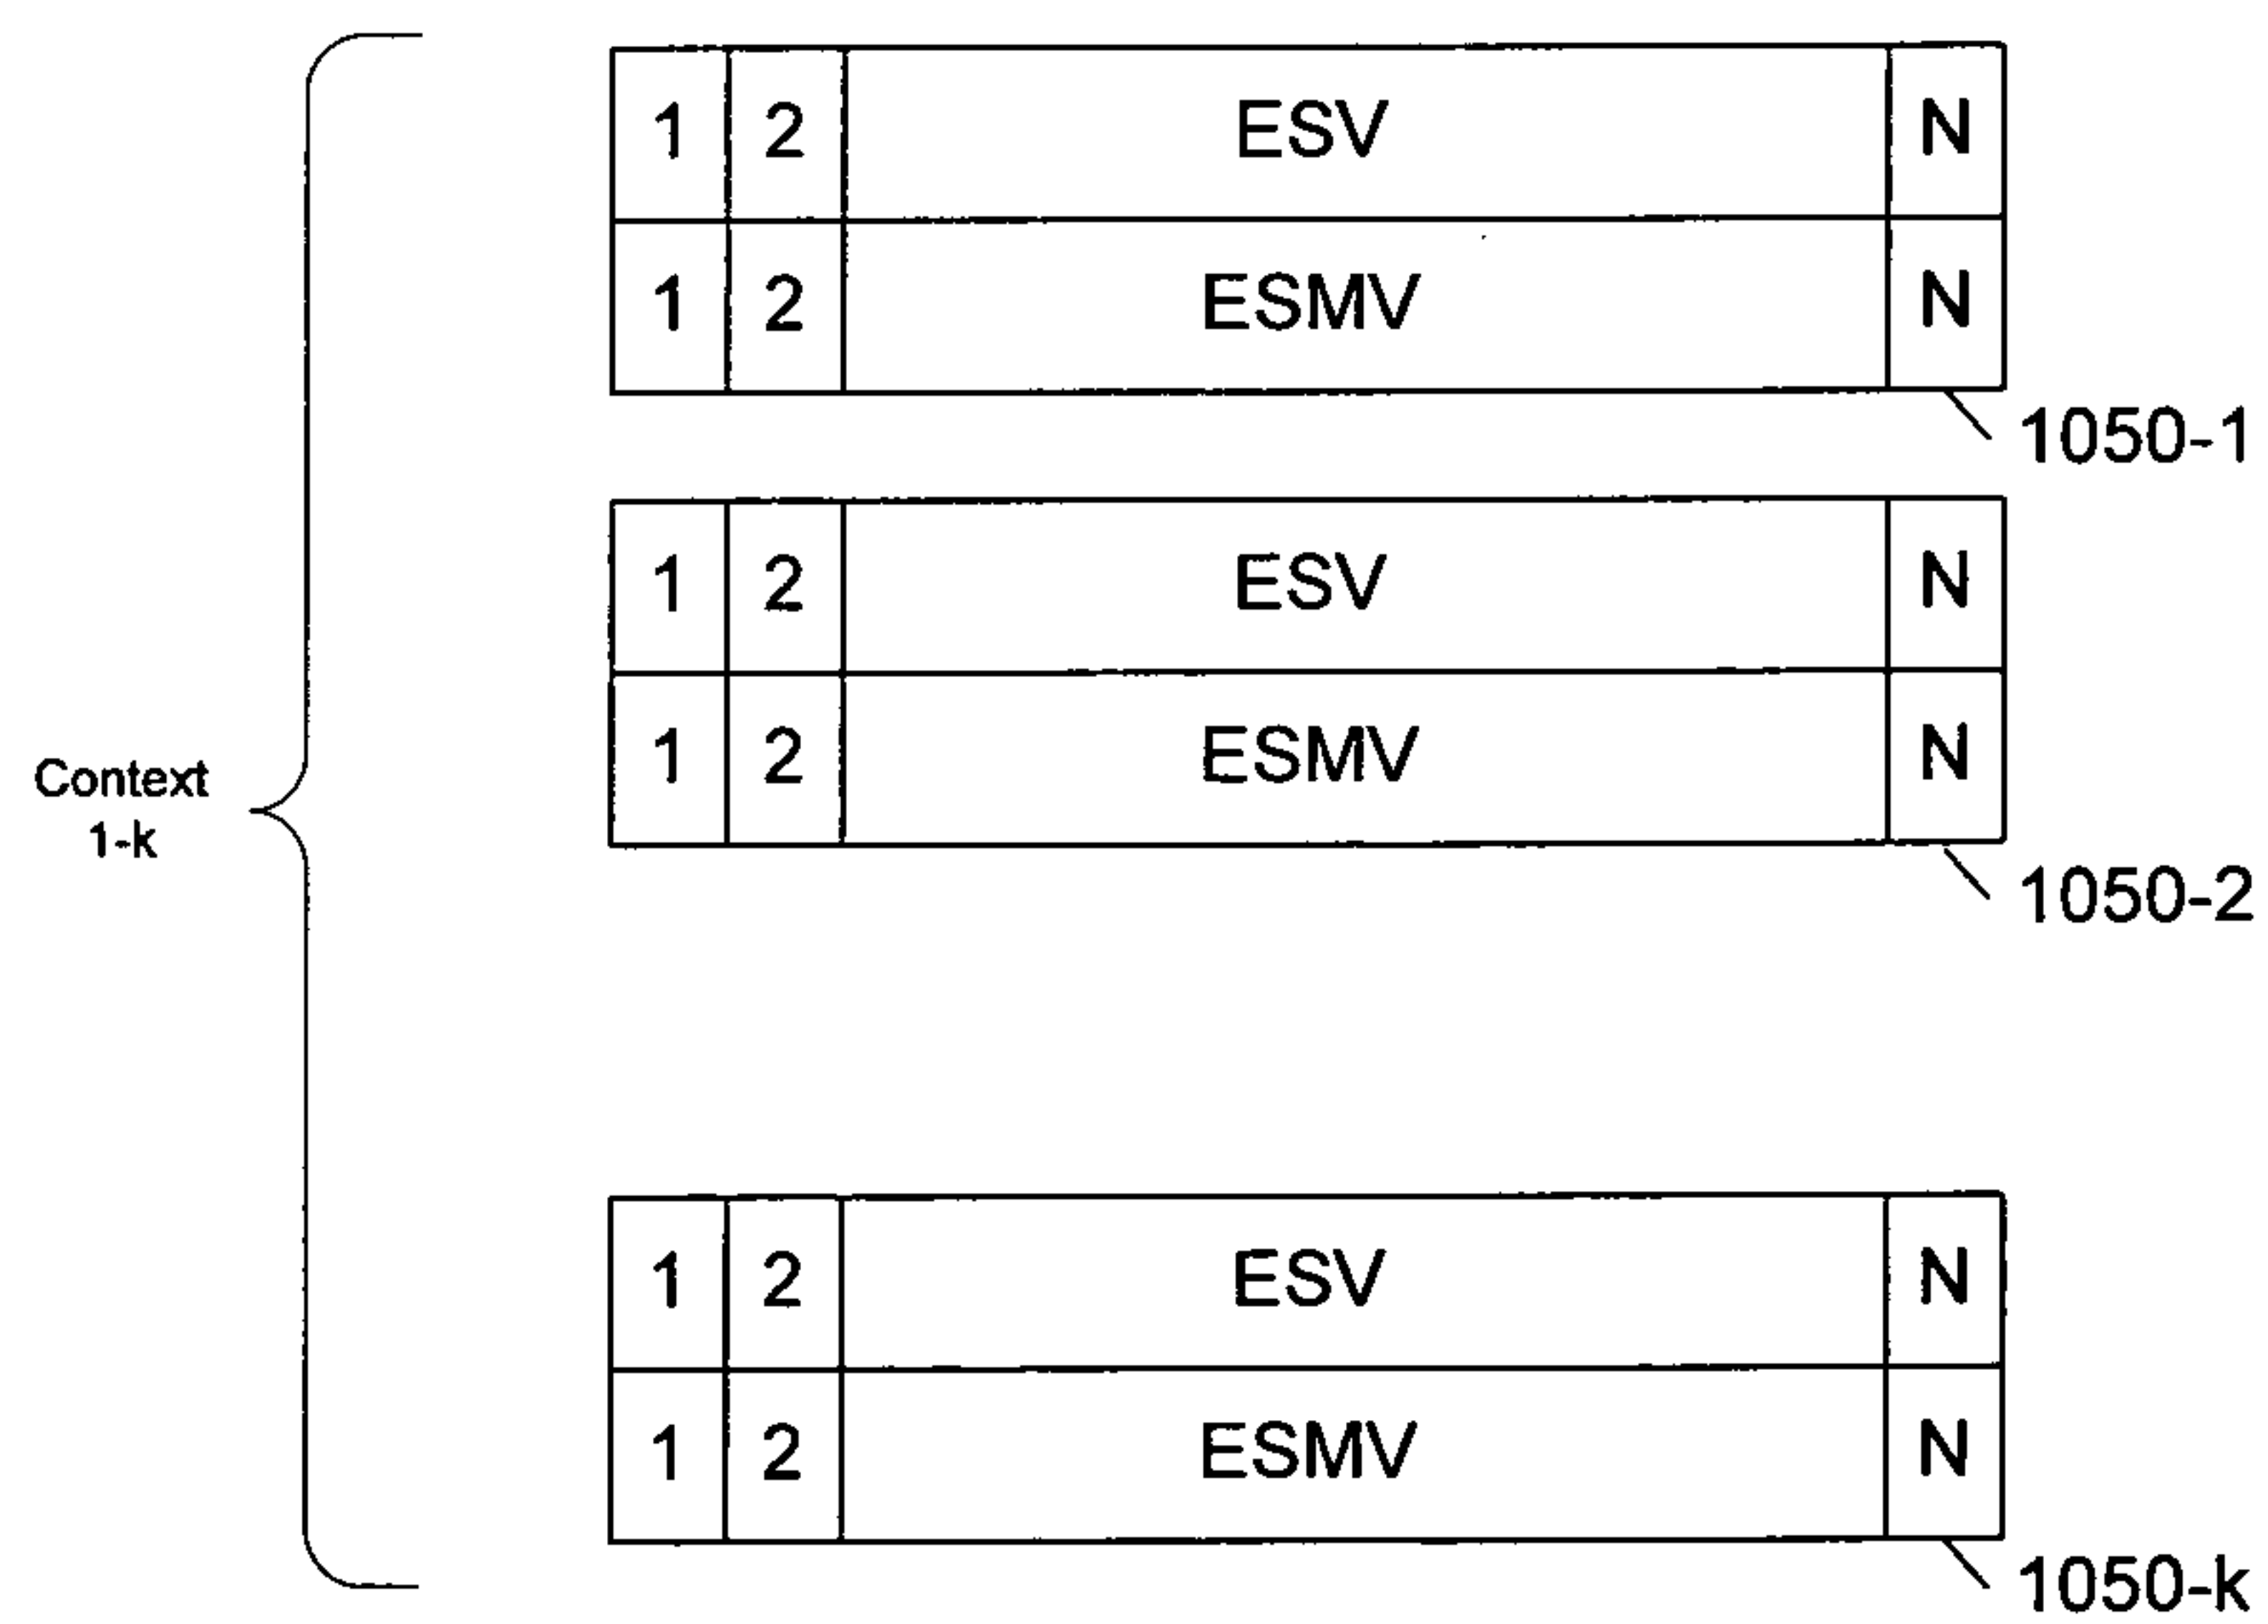 1 2 ESV N
1 2 ESMV N
1050-1
1 2 ESV N
1 2 ESMV N
1050-2
Context
1-k
1 2 ESV N
1 2 ESMV N
1050-k